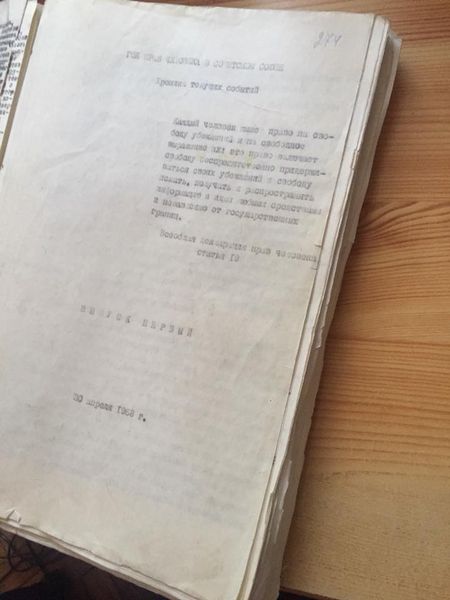 274
ГОД ПРАВ ЧЕЛОВЕКА В СОВЕТСКОМ СОЮЗЕ
Хроника текущих событий
Каждый человек имеет право на сво-
боду убеждений и на свободное
выражение их; это право включает
свободу беспрепятственно придержи-
ваться своих убеждений и свободу
искать, получать и распространять
информацию и идеи любыми средствами
и независимо от государственных
границ.
Всеобщая декларация прав человека,
статья 19
ВЫПУСК ПЕРВЫЙ
30 апреля 1968 г.